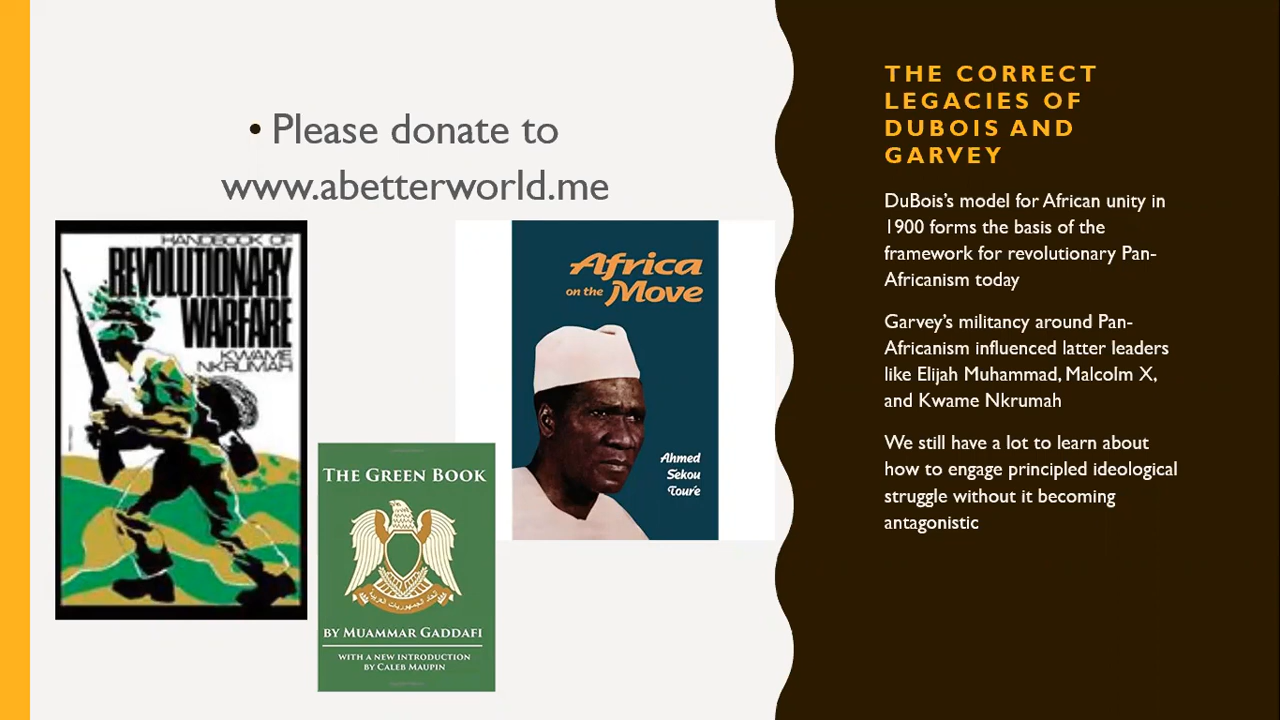 • Please donate to
www.abetterworld.me
HANDBOOK OF
REVOLUTIONARY
WARFARE
KWAME
NKRUMAH
THE GREEN BOOK
اتحاد الجمهوريات العربية
BY MUAMMAR GADDAFI
WITH A NEW INTRODUCTION
BY CALEB MAUPIN
Africa
on the Move
Ahmed
Sekou
Touré
THE CORRECT
LEGACIES OF
DUBOIS AND
GARVEY
DuBois's model for African unity in
1900 forms the basis of the
framework for revolutionary Pan-
Africanism today
Garvey's militancy around Pan-
Africanism influenced latter leaders
like Elijah Muhammad, Malcolm X,
and Kwame Nkrumah
We still have a lot to learn about
how to engage principled ideological
struggle without it becoming
antagonistic